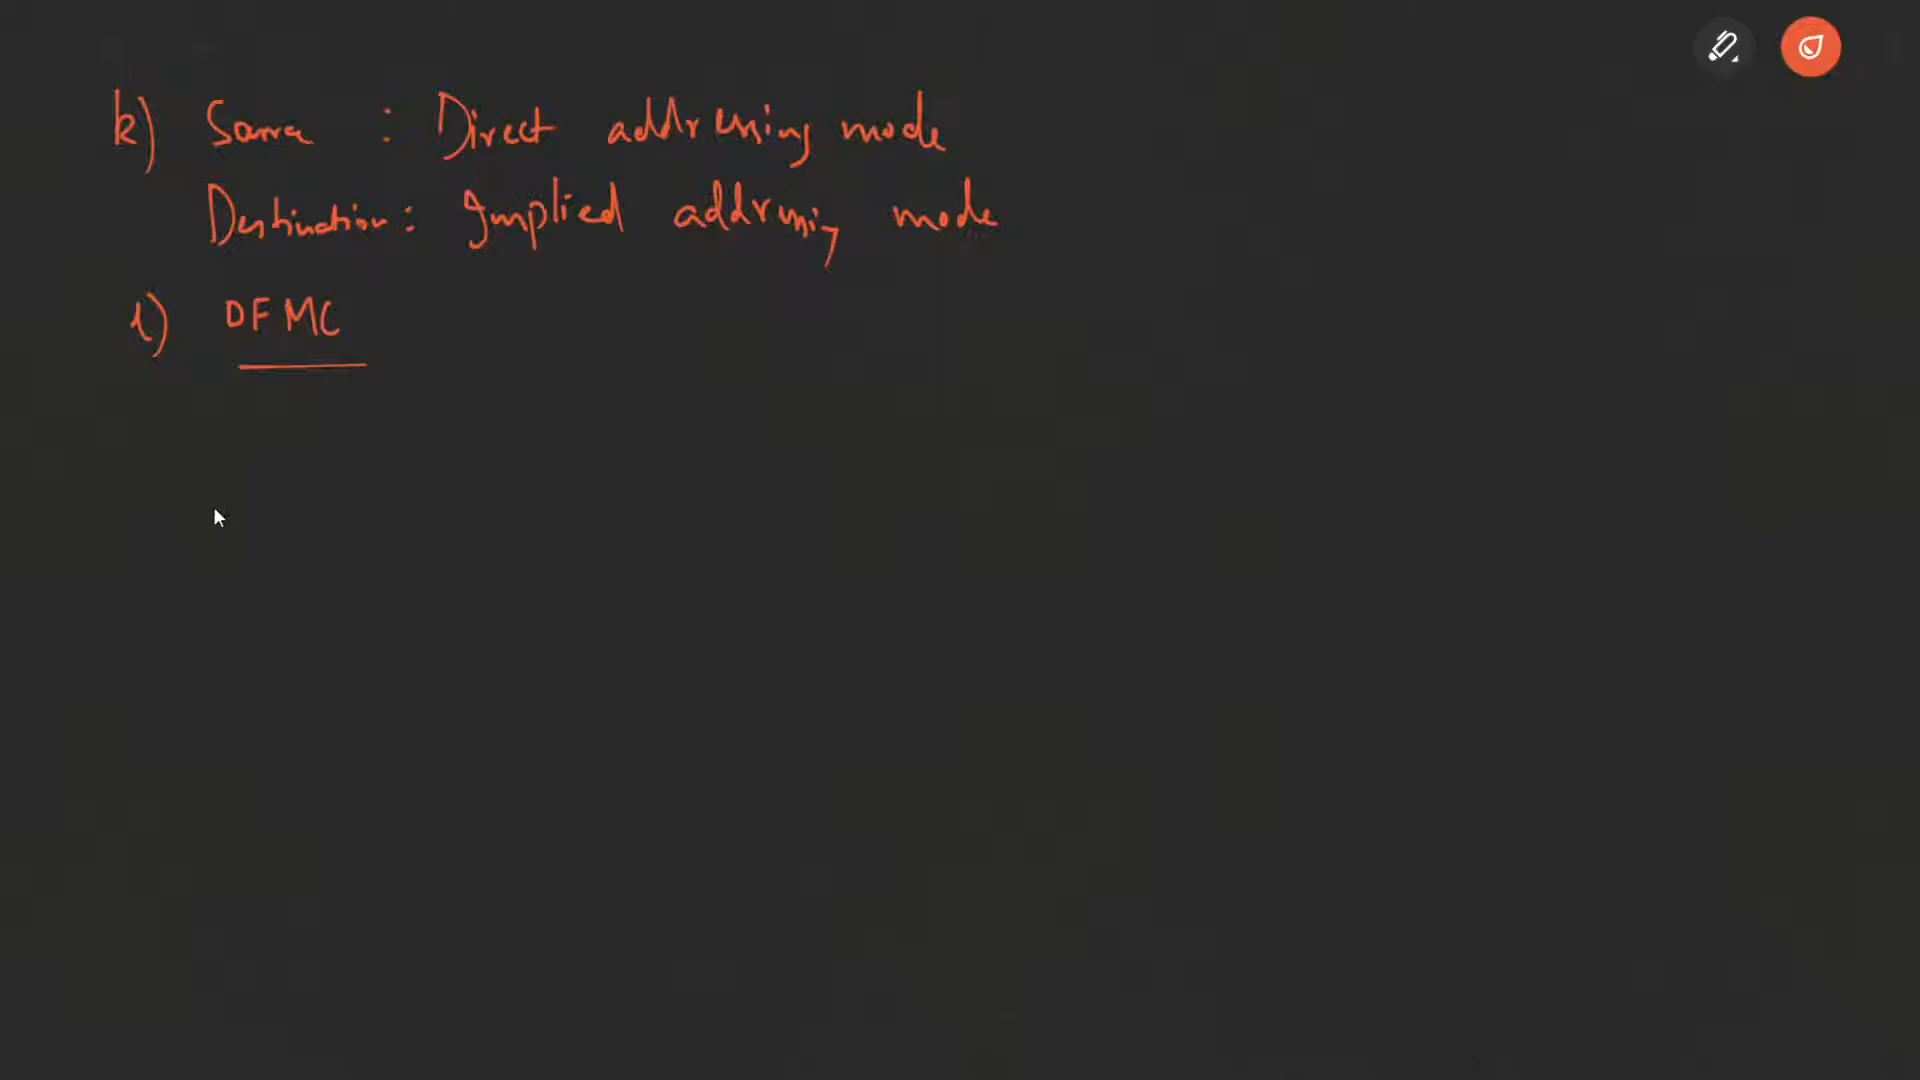 k) Source : Direct addressing mode
Destination : Implied addressing mode
l) DFMC